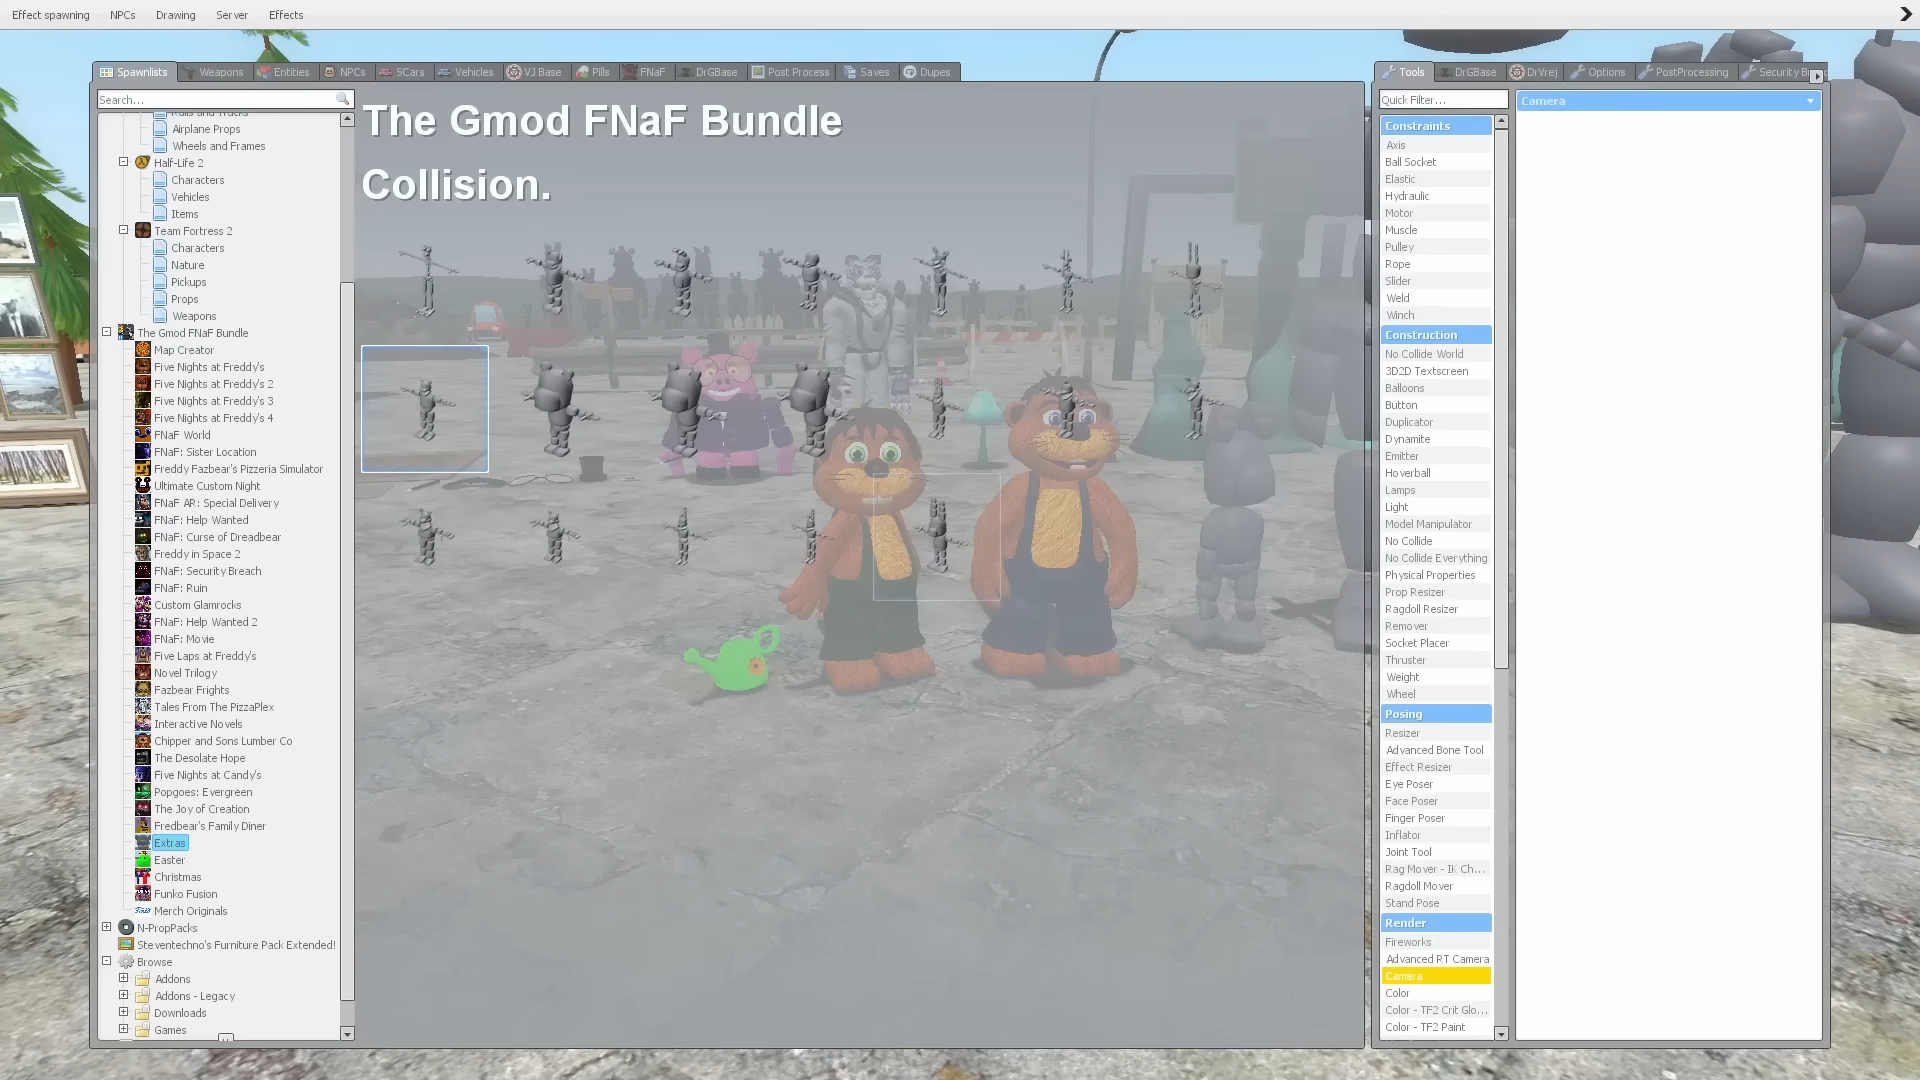 Effect spawning NPCs Drawing Server Effects
Spawnlists Weapons Entities NPCs SCars Vehicles VJ Base Pills FNaF DrGBase Post Process Saves Dupes
Search...
Rails and Trucks
Airplane Props
Wheels and Frames
Half-Life 2
Characters
Vehicles
Items
Team Fortress 2
Characters
Nature
Pickups
Props
Weapons
The Gmod FNaF Bundle
Map Creator
Five Nights at Freddy's
Five Nights at Freddy's 2
Five Nights at Freddy's 3
Five Nights at Freddy's 4
FNaF World
FNaF: Sister Location
Freddy Fazbear's Pizzeria Simulator
Ultimate Custom Night
FNaF AR: Special Delivery
FNaF: Help Wanted
FNaF: Curse of Dreadbear
Freddy in Space 2
FNaF: Security Breach
FNaF: Ruin
Custom Glamrocks
FNaF: Help Wanted 2
FNaF: Movie
Five Laps at Freddy's
Novel Trilogy
Fazbear Frights
Tales From The PizzaPlex
Interactive Novels
Chipper and Sons Lumber Co
The Desolate Hope
Five Nights at Candy's
Popgoes: Evergreen
The Joy of Creation
Fredbear's Family Diner
Extras
Easter
Christmas
Funko Fusion
Merch Originals
N-PropPacks
Steventechno's Furniture Pack Extended!
Browse
Addons
Addons - Legacy
Downloads
Games
The Gmod FNaF Bundle
Collision.
Tools DrGBase DrVrej Options PostProcessing Security
Quick Filter...
Constraints
Axis
Ball Socket
Elastic
Hydraulic
Motor
Muscle
Pulley
Rope
Slider
Weld
Winch
Construction
No Collide World
3D2D Textscreen
Balloons
Button
Duplicator
Dynamite
Emitter
Hoverball
Lamps
Light
Model Manipulator
No Collide
No Collide Everything
Physical Properties
Prop Resizer
Ragdoll Resizer
Remover
Socket Placer
Thruster
Weight
Wheel
Posing
Resizer
Advanced Bone Tool
Effect Resizer
Eye Poser
Face Poser
Finger Poser
Inflator
Joint Tool
Rag Mover - IK Ch...
Ragdoll Mover
Stand Pose
Render
Fireworks
Advanced RT Camera
Camera
Color
Color - TF2 Crit Glo...
Color - TF2 Paint
Camera